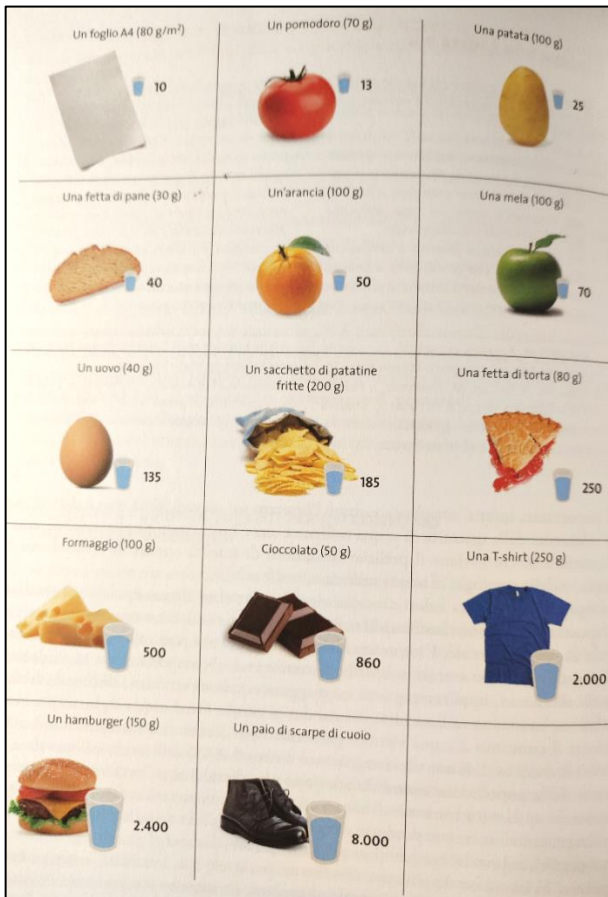 Un foglio A4 (80 g/m²)
10
Un pomodoro (70 g)
13
Una patata (100 g)
25
Una fetta di pane (30 g)
40
Un'arancia (100 g)
50
Una mela (100 g)
70
Un uovo (40 g)
135
Un sacchetto di patatine
fritte (200 g)
185
Una fetta di torta (80 g)
250
Formaggio (100 g)
500
Cioccolato (50 g)
860
Una T-shirt (250 g)
2.000
Un hamburger (150 g)
2.400
Un paio di scarpe di cuoio
8.000